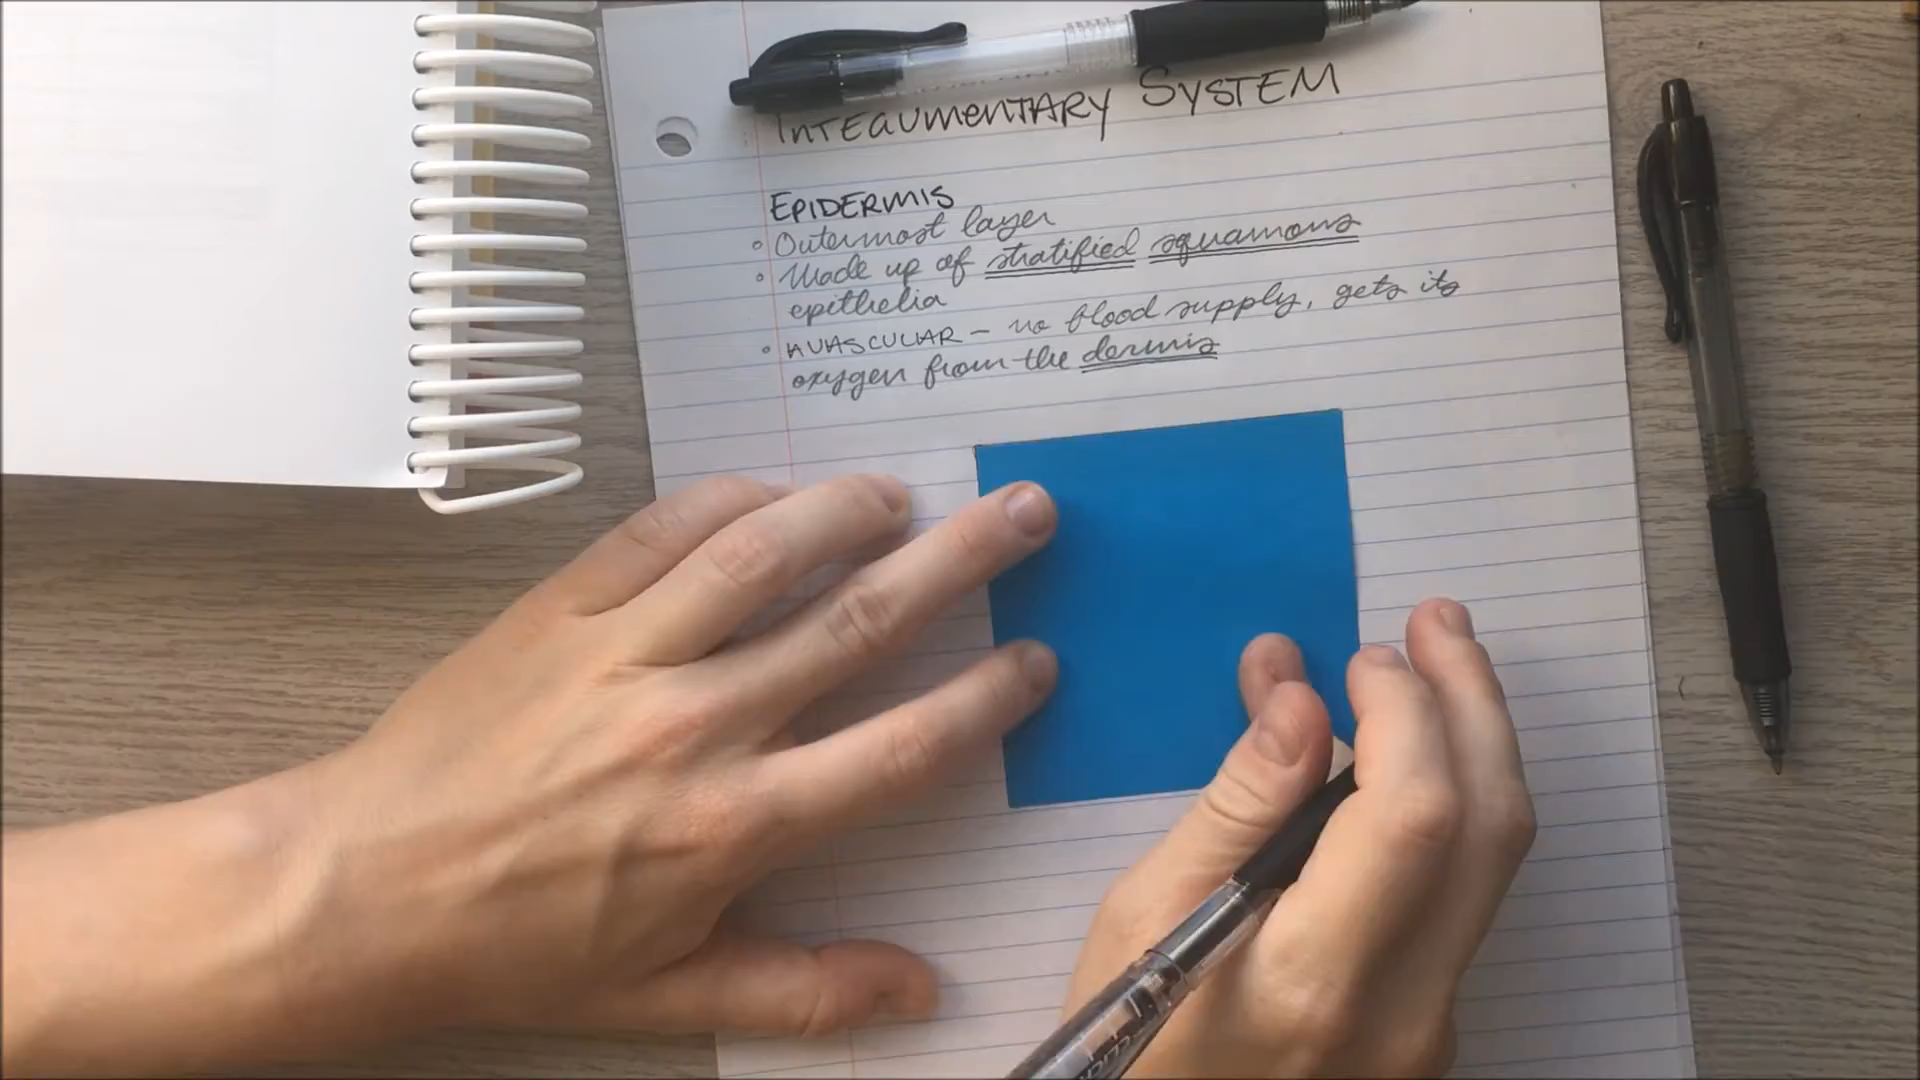 INTEGUMENTARY SYSTEM
EPIDERMIS
◦ Outermost layer
◦ Made up of stratified squamous
epithelia
◦ AVASCULAR – no blood supply, gets its
oxygen from the dermis